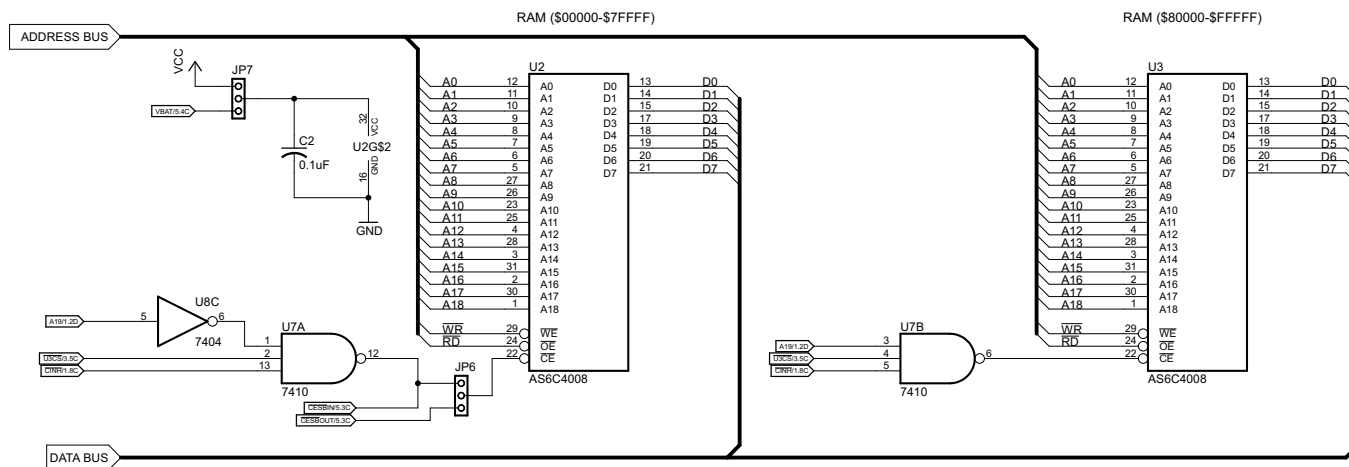 RAM ($00000-$7FFFF)
RAM ($80000-$FFFFF)
ADDRESS BUS
VCC
JP7
VBAT/5.4C
C2
0.1uF
32
VCC
U2G$2
GND
16
GND
U2
A0 12 A0 D0 13 D0
A1 11 A1 D1 14 D1
A2 10 A2 D2 15 D2
A3 9 A3 D3 17 D3
A4 8 A4 D4 18 D4
A5 7 A5 D5 19 D5
A6 6 A6 D6 20 D6
A7 5 A7 D7 21 D7
A8 27 A8
A9 26 A9
A10 23 A10
A11 25 A11
A12 4 A12
A13 28 A13
A14 3 A14
A15 31 A15
A16 2 A16
A17 30 A17
A18 1 A18
WR 29 WE
RD 24 OE
22 CE
AS6C4008
U3
A0 12 A0 D0 13 D0
A1 11 A1 D1 14 D1
A2 10 A2 D2 15 D2
A3 9 A3 D3 17 D3
A4 8 A4 D4 18 D4
A5 7 A5 D5 19 D5
A6 6 A6 D6 20 D6
A7 5 A7 D7 21 D7
A8 27 A8
A9 26 A9
A10 23 A10
A11 25 A11
A12 4 A12
A13 28 A13
A14 3 A14
A15 31 A15
A16 2 A16
A17 30 A17
A18 1 A18
WR 29 WE
RD 24 OE
22 CE
AS6C4008
U8C
A19/1.2D 5 6
7404
U7A
1
U3CS/3.5C 2 12
CINH/1.8C 13
7410
JP6
CESBIN/5.3C
CESBOUT/5.3C
U7B
A19/1.2D 3
U3CS/3.5C 4 6
CINH/1.8C 5
7410
DATA BUS